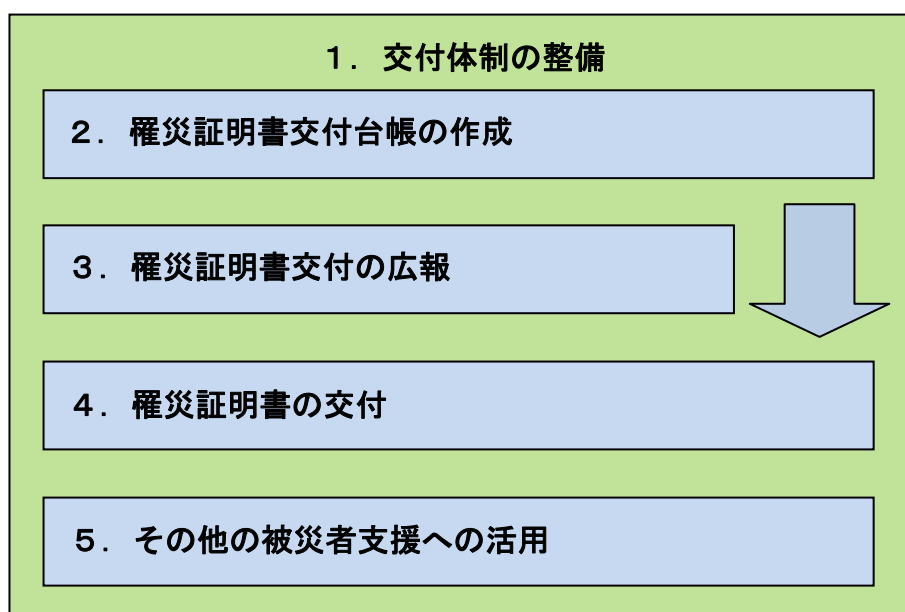 １．交付体制の整備
２．罹災証明書交付台帳の作成
３．罹災証明書交付の広報
４．罹災証明書の交付
５．その他の被災者支援への活用